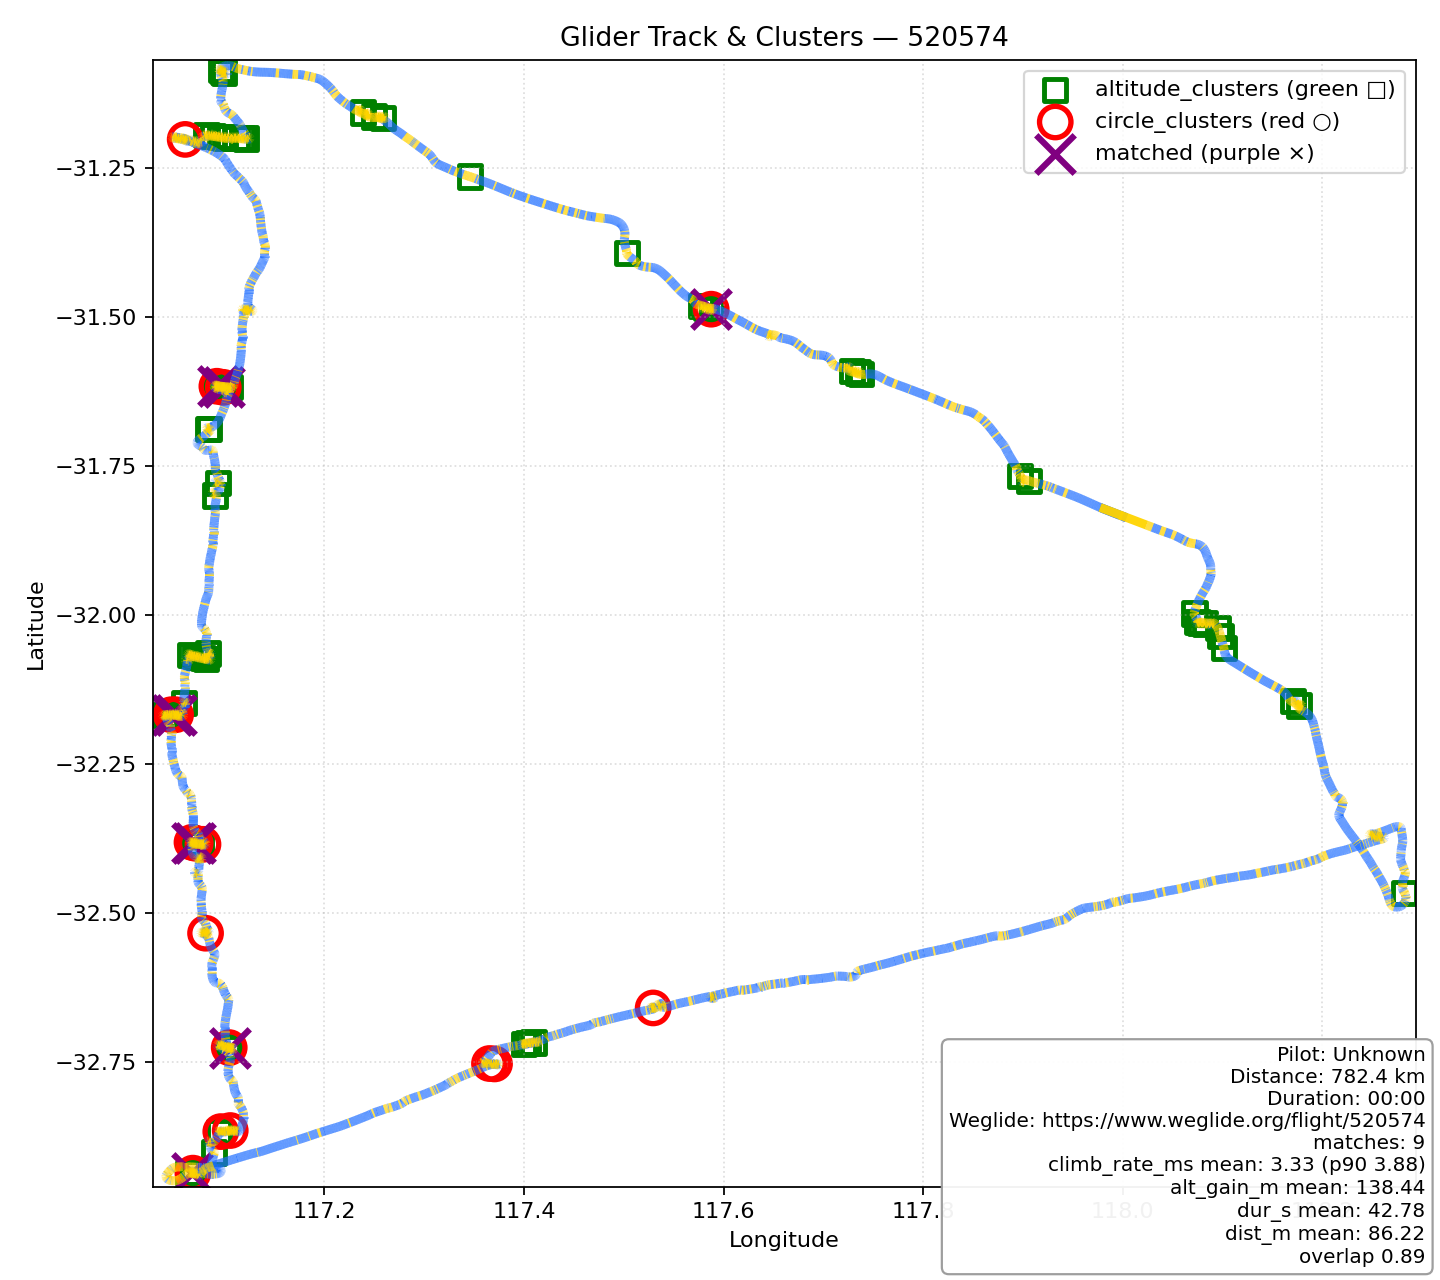 Glider Track & Clusters — 520574
altitude_clusters (green □)
circle_clusters (red ○)
matched (purple ×)
−31.25
−31.50
−31.75
−32.00
−32.25
−32.50
−32.75
Latitude
117.2
117.4
117.6
117.8
118.0
Longitude
Pilot: Unknown
Distance: 782.4 km
Duration: 00:00
Weglide: https://www.weglide.org/flight/520574
matches: 9
climb_rate_ms mean: 3.33 (p90 3.88)
alt_gain_m mean: 138.44
dur_s mean: 42.78
dist_m mean: 86.22
overlap 0.89